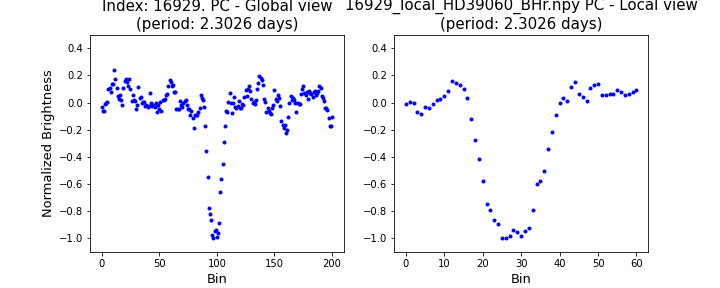 Index: 16929. PC - Global view
(period: 2.3026 days)
16929_local_HD39060_BHr.npy PC - Local view
(period: 2.3026 days)
Normalized Brightness
0.4
0.2
0.0
−0.2
−0.4
−0.6
−0.8
−1.0
0 50 100 150 200
Bin
0.4
0.2
0.0
−0.2
−0.4
−0.6
−0.8
−1.0
0 20 40 60
Bin